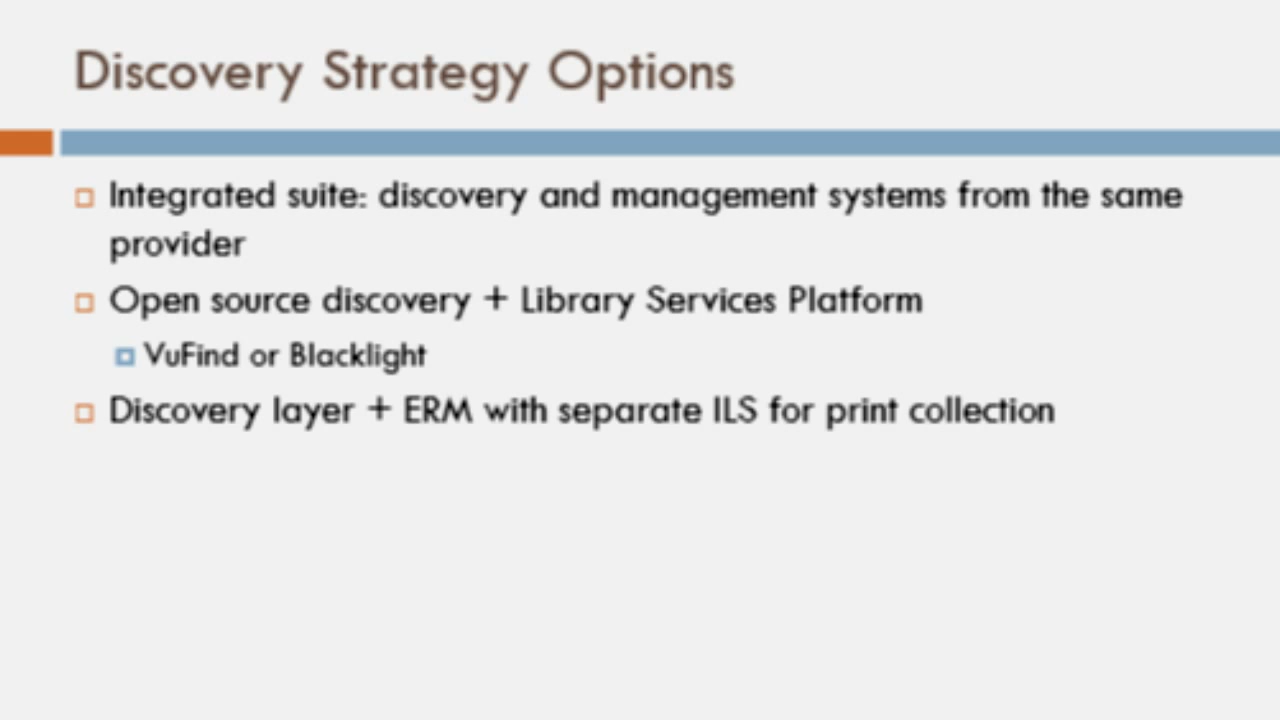 Discovery Strategy Options
Integrated suite: discovery and management systems from the same
provider
Open source discovery + Library Services Platform
VuFind or Blacklight
Discovery layer + ERM with separate ILS for print collection